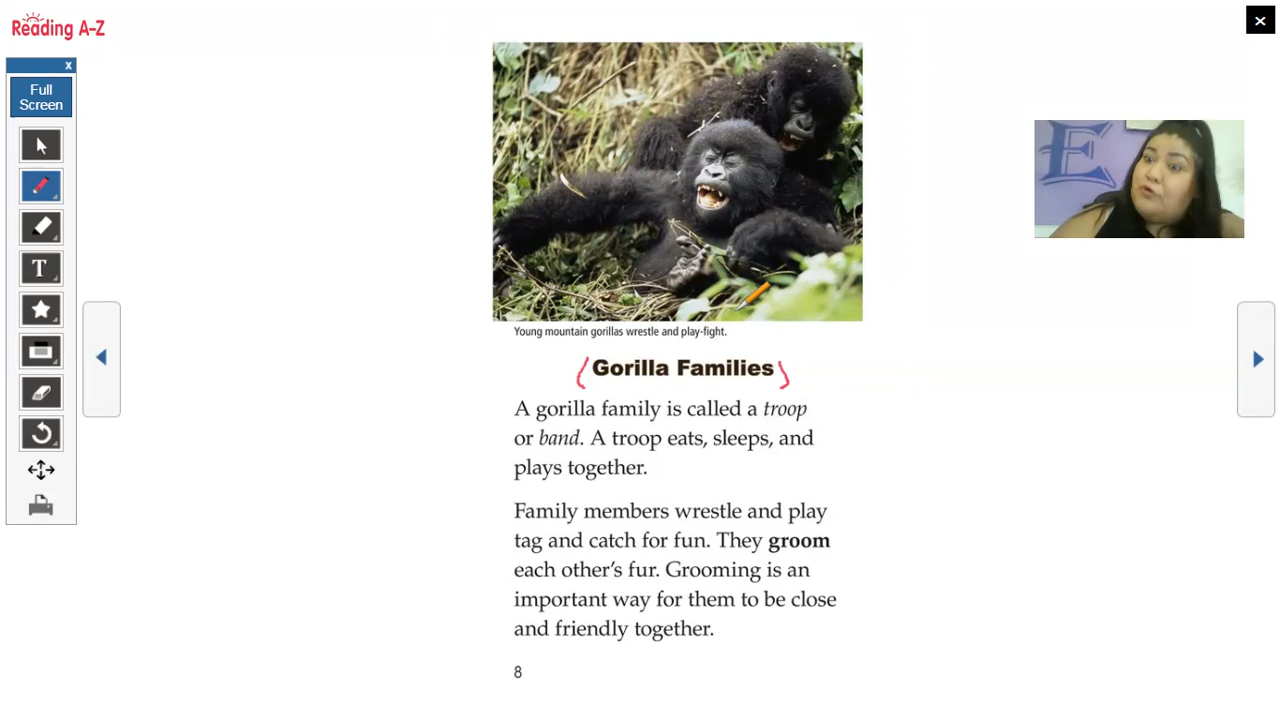 Reading A-Z
x
Full
Screen
T
E
Young mountain gorillas wrestle and play-fight.
Gorilla Families
A gorilla family is called a troop
or band. A troop eats, sleeps, and
plays together.
Family members wrestle and play
tag and catch for fun. They groom
each other's fur. Grooming is an
important way for them to be close
and friendly together.
8